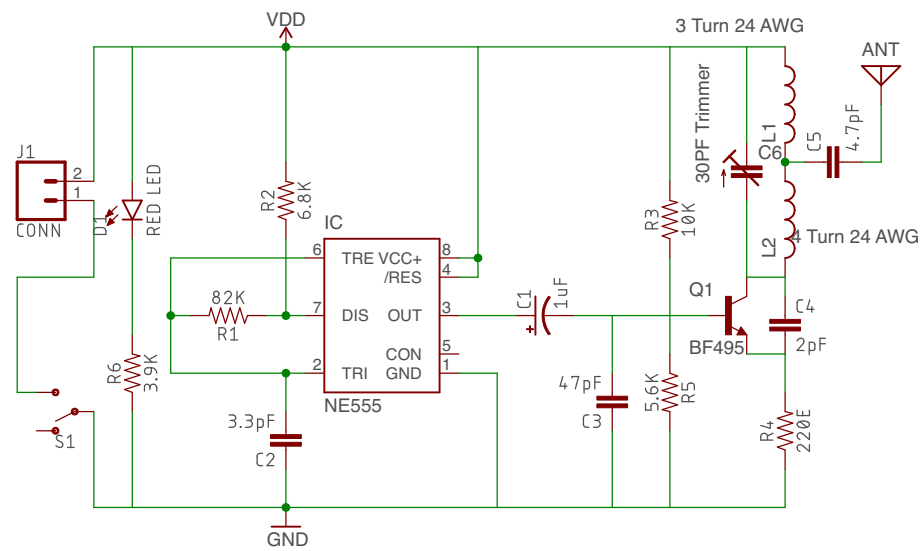 VDD
3 Turn 24 AWG
ANT
J1
2
1
CONN
D1
RED LED
R2
6.8K
30PF Trimmer
C6
L1
C5
4.7pF
R3
10K
L2
4 Turn 24 AWG
IC
6
TRE
VCC+
8
/RES
4
82K
R1
7
DIS
OUT
3
C1
1uF
+
Q1
BF495
C4
2pF
CON
5
2
TRI
GND
1
NE555
R6
3.9K
S1
3.3pF
C2
47pF
C3
5.6K
R5
R4
220E
GND